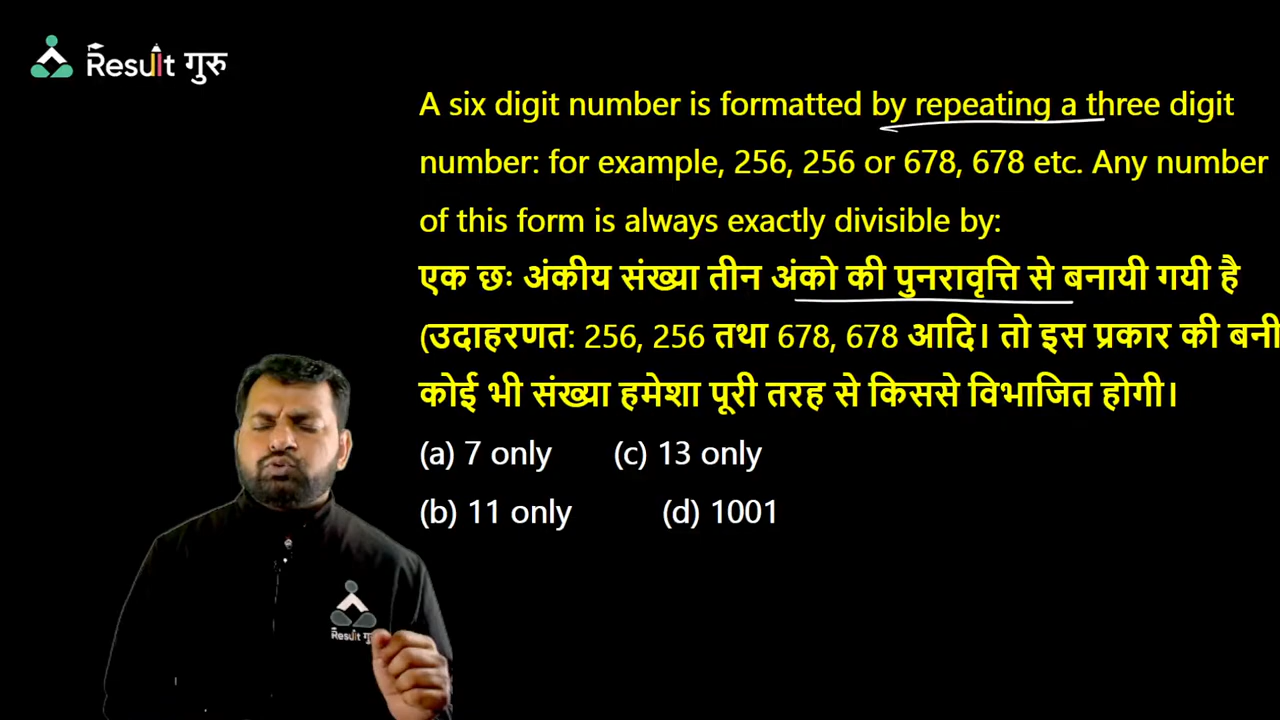 Result गुरु
A six digit number is formatted by repeating a three digit
number: for example, 256, 256 or 678, 678 etc. Any number
of this form is always exactly divisible by:
एक छः अंकीय संख्या तीन अंको की पुनरावृत्ति से बनायी गयी है
(उदाहरणत: 256, 256 तथा 678, 678 आदि। तो इस प्रकार की बनी
कोई भी संख्या हमेशा पूरी तरह से किससे विभाजित होगी।
(a) 7 only (c) 13 only
(b) 11 only (d) 1001
Result गुरु